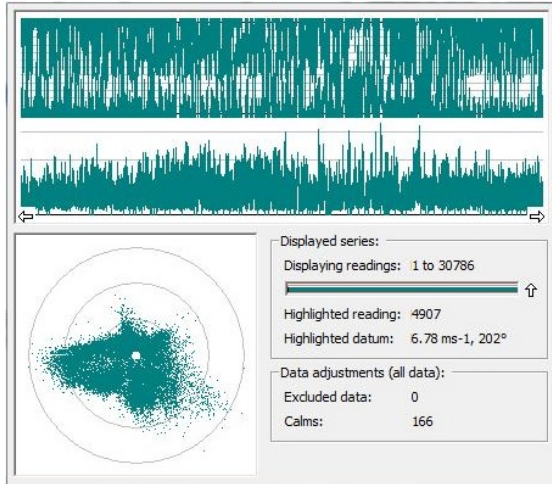 Displayed series:
Displaying readings: 1 to 30786
Highlighted reading: 4907
Highlighted datum: 6.78 ms-1, 202°
Data adjustments (all data):
Excluded data: 0
Calms: 166